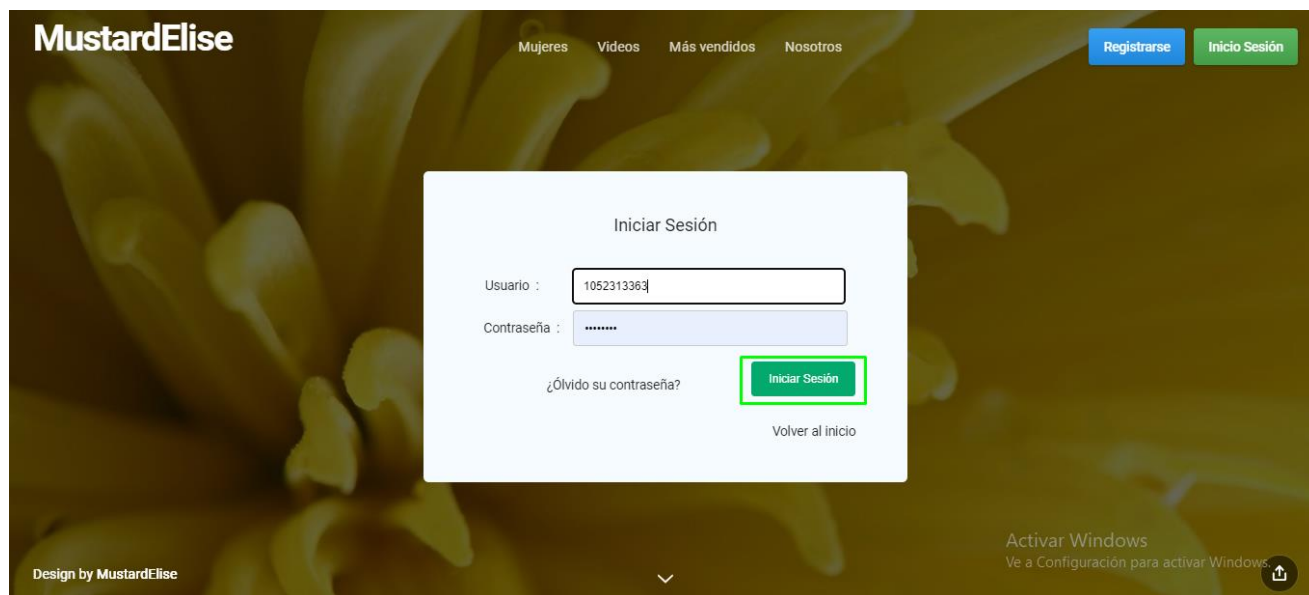 MustardElise
Mujeres Videos Más vendidos Nosotros
Registrarse Inicio Sesión
Iniciar Sesión
Usuario : 1052313363
Contraseña : ••••••••
¿Ólvido su contraseña? Iniciar Sesión
Volver al inicio
Activar Windows
Ve a Configuración para activar Windows.
Design by MustardElise